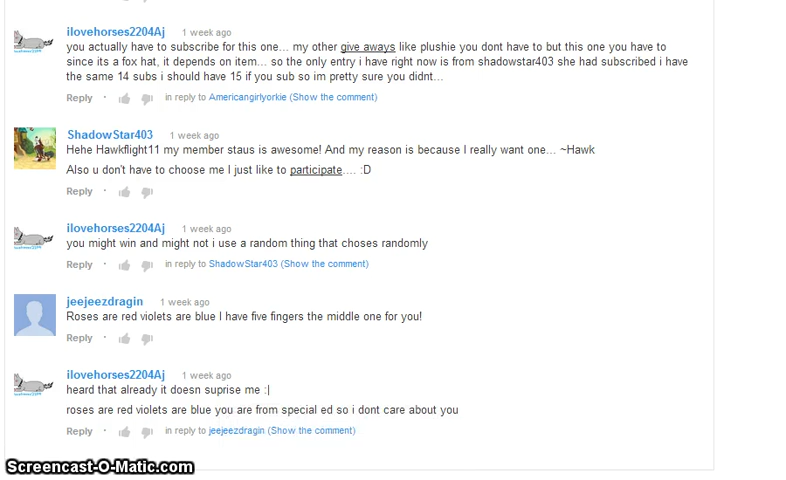 ilovehorses2204Aj 1 week ago
you actually have to subscribe for this one... my other give aways like plushie you dont have to but this one you have to
since its a fox hat, it depends on item... so the only entry i have right now is from shadowstar403 she had subscribed i have
the same 14 subs i should have 15 if you sub so im pretty sure you didnt...
Reply · in reply to Americangirlyorkie (Show the comment)
ShadowStar403 1 week ago
Hehe Hawkflight11 my member staus is awesome! And my reason is because I really want one... ~Hawk
Also u don't have to choose me I just like to participate.... :D
Reply ·
ilovehorses2204Aj 1 week ago
you might win and might not i use a random thing that choses randomly
Reply · in reply to ShadowStar403 (Show the comment)
jeejeezdragin 1 week ago
Roses are red violets are blue I have five fingers the middle one for you!
Reply ·
ilovehorses2204Aj 1 week ago
heard that already it doesn suprise me :|
roses are red violets are blue you are from special ed so i dont care about you
Reply · in reply to jeejeezdragin (Show the comment)
Screencast-O-Matic.com